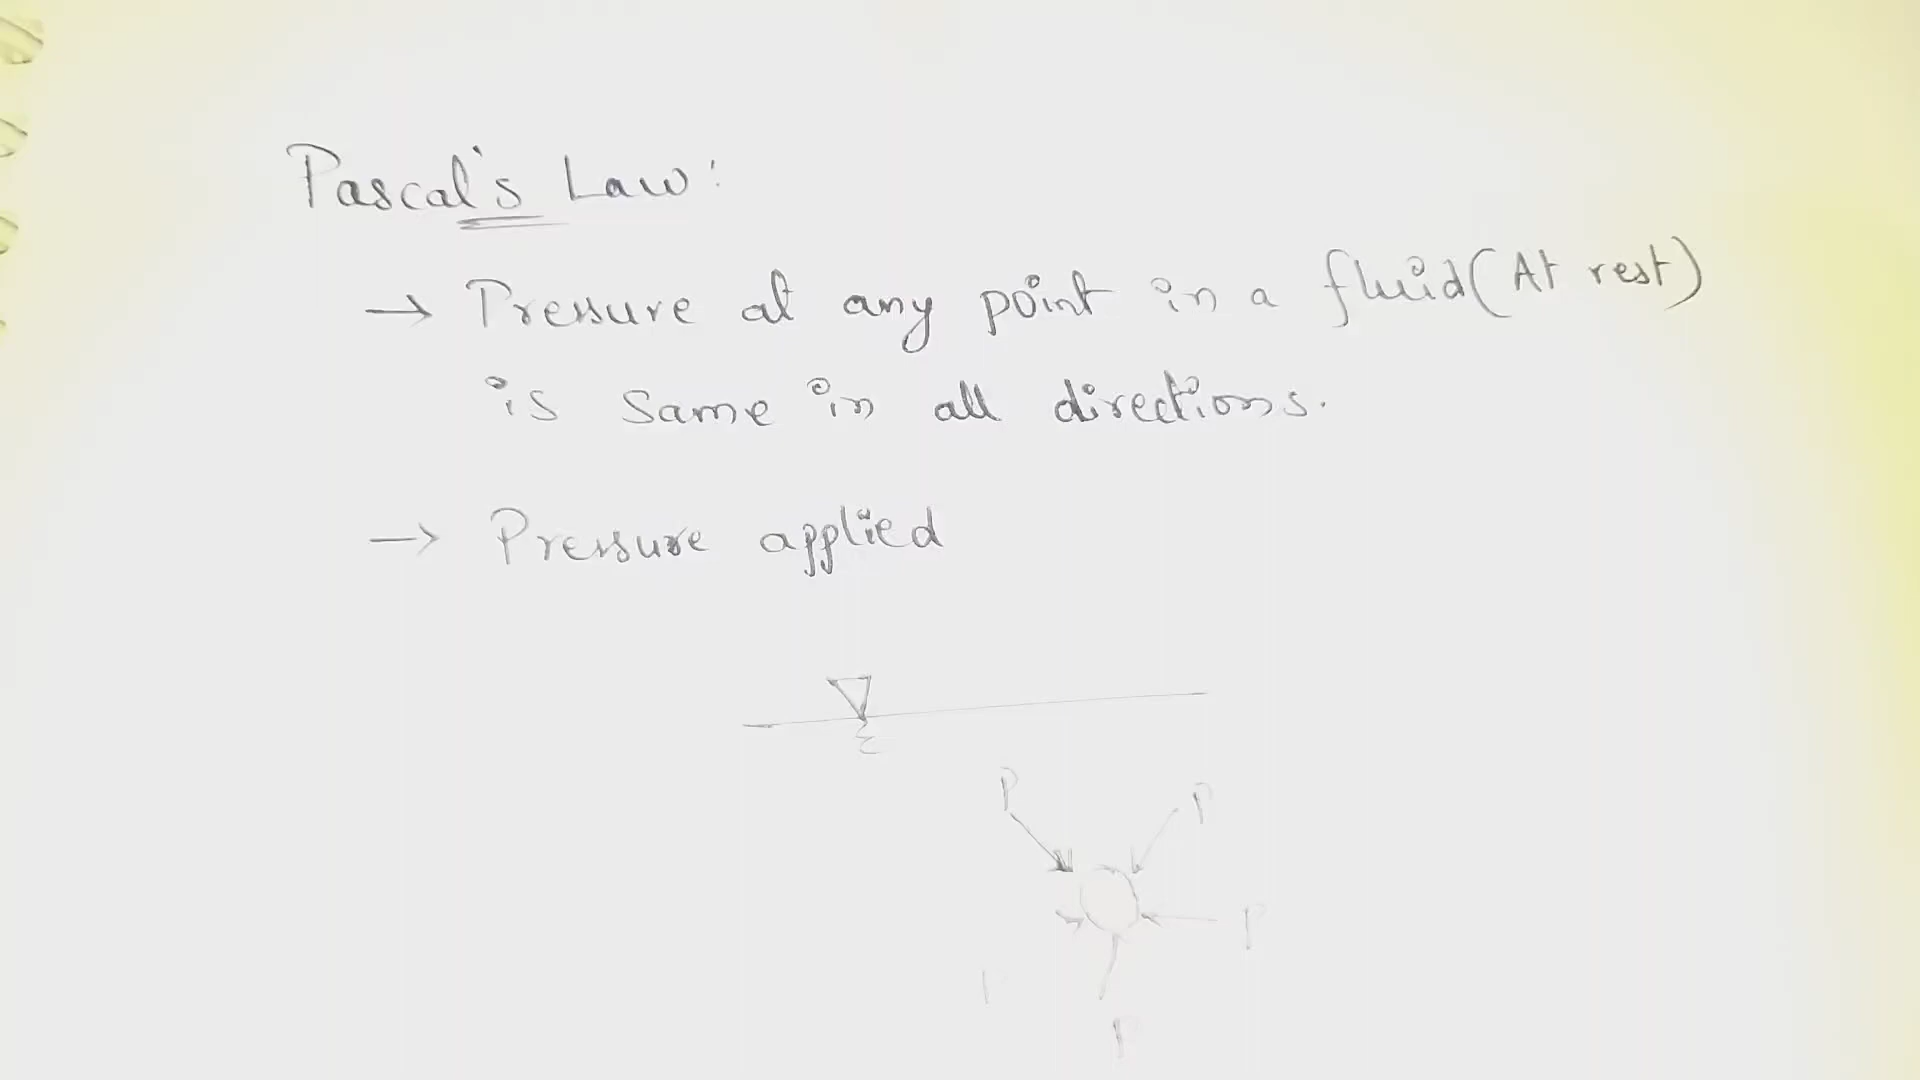 Pascal's Law:
→ Pressure at any point in a fluid (At rest)
is same in all directions.
→ Pressure applied
P
P
P
P
P